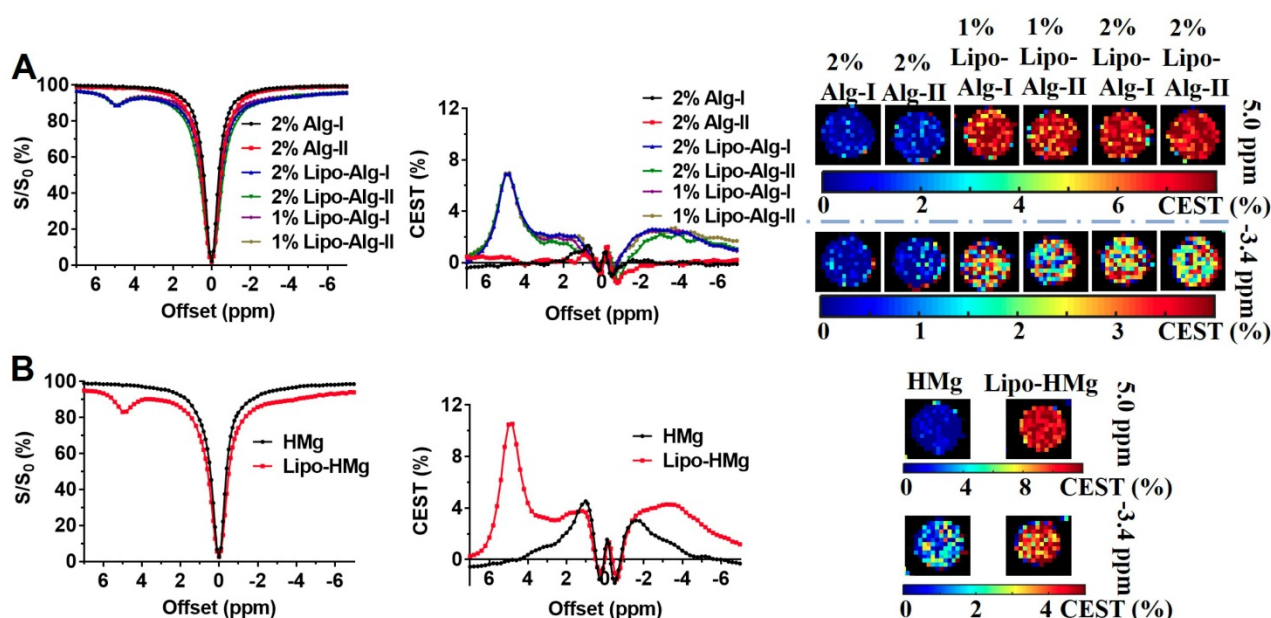 A
S/S0 (%)
100
80
60
40
20
0
6 4 2 0 -2 -4 -6
Offset (ppm)
2% Alg-I
2% Alg-II
2% Lipo-Alg-I
2% Lipo-Alg-II
1% Lipo-Alg-I
1% Lipo-Alg-II
CEST (%)
12
8
4
0
6 4 2 0 -2 -4 -6
Offset (ppm)
2% Alg-I
2% Alg-II
2% Lipo-Alg-I
2% Lipo-Alg-II
1% Lipo-Alg-I
1% Lipo-Alg-II
2%
Alg-I
2%
Alg-II
1%
Lipo-
Alg-I
1%
Lipo-
Alg-II
2%
Lipo-
Alg-I
2%
Lipo-
Alg-II
5.0 ppm
0 2 4 6 CEST (%)
-3.4 ppm
0 1 2 3 CEST (%)
B
S/S0 (%)
100
80
60
40
20
0
6 4 2 0 -2 -4 -6
Offset (ppm)
HMg
Lipo-HMg
CEST (%)
12
8
4
0
6 4 2 0 -2 -4 -6
Offset (ppm)
HMg
Lipo-HMg
HMg Lipo-HMg
5.0 ppm
0 4 8 CEST (%)
-3.4 ppm
0 2 4 CEST (%)